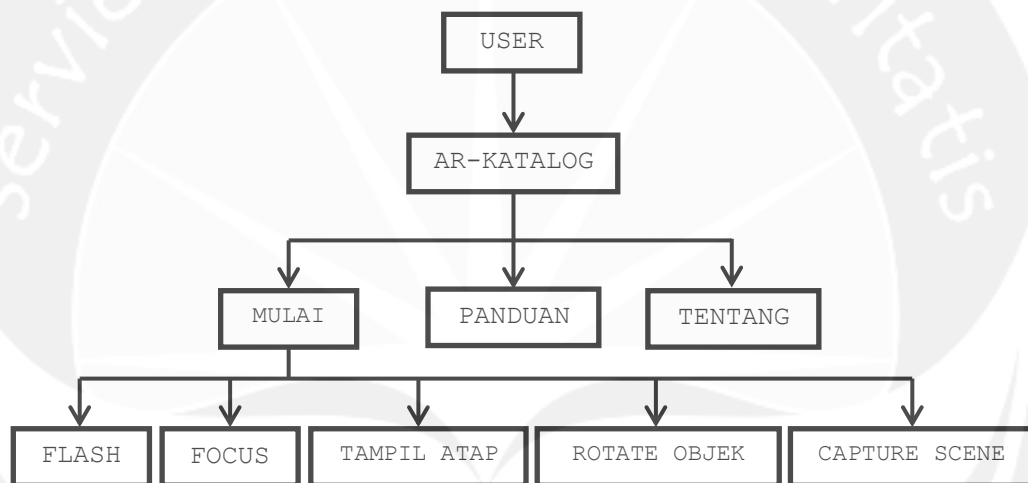 USER
AR-KATALOG
MULAI
PANDUAN
TENTANG
FLASH
FOCUS
TAMPIL ATAP
ROTATE OBJEK
CAPTURE SCENE